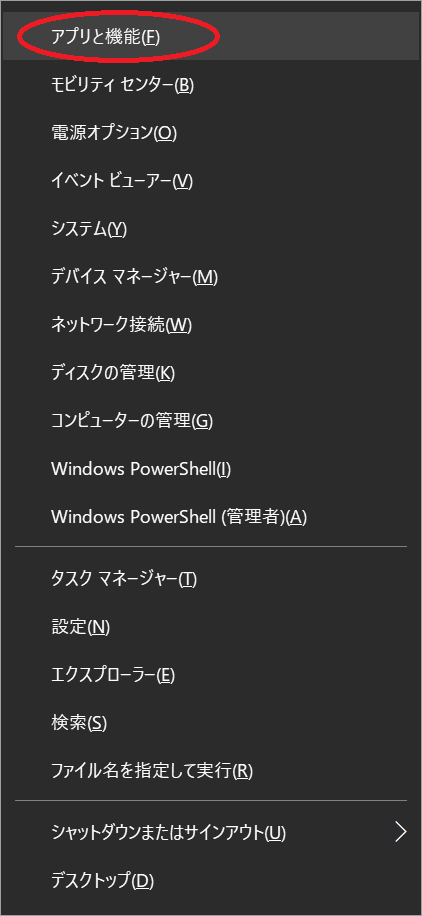 アプリと機能(F)
モビリティ センター(B)
電源オプション(O)
イベント ビューアー(V)
システム(Y)
デバイス マネージャー(M)
ネットワーク接続(W)
ディスクの管理(K)
コンピューターの管理(G)
Windows PowerShell(I)
Windows PowerShell (管理者)(A)
タスク マネージャー(T)
設定(N)
エクスプローラー(E)
検索(S)
ファイル名を指定して実行(R)
シャットダウンまたはサインアウト(U)
デスクトップ(D)